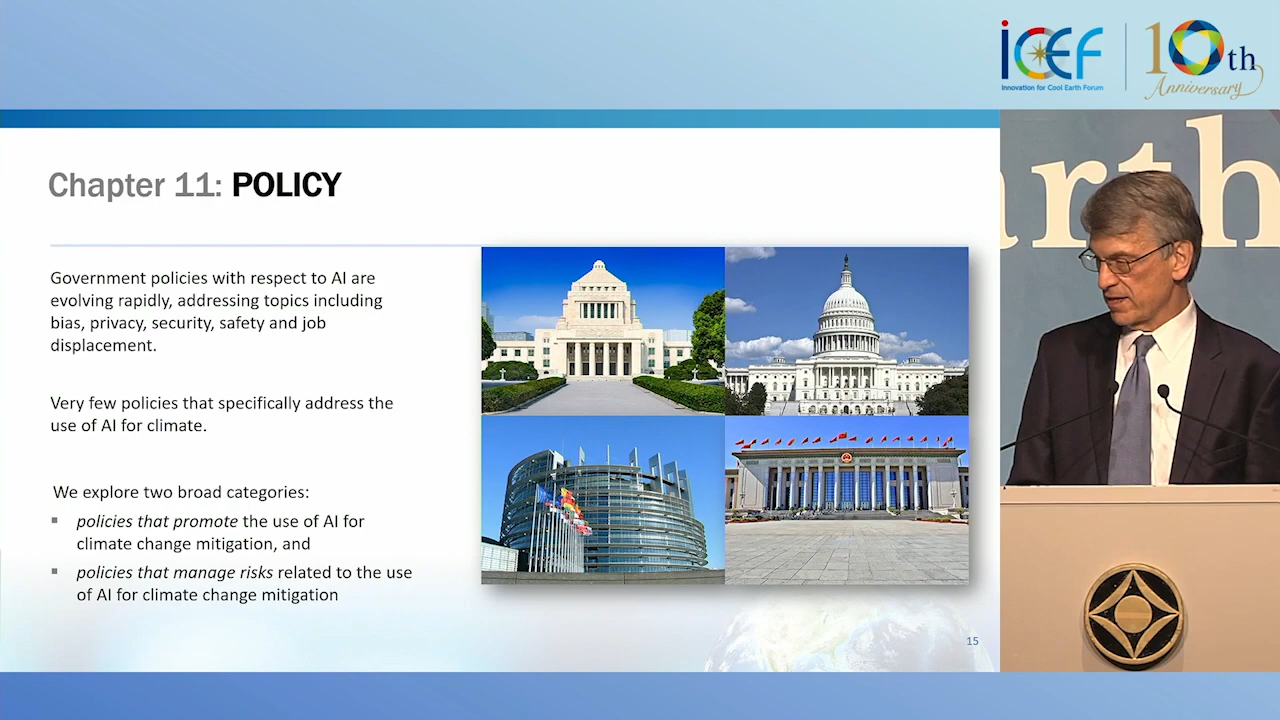 ICEF
Innovation for Cool Earth Forum
10th
Anniversary
arth
Chapter 11: POLICY
Government policies with respect to AI are
evolving rapidly, addressing topics including
bias, privacy, security, safety and job
displacement.
Very few policies that specifically address the
use of AI for climate.
We explore two broad categories:
▪ policies that promote the use of AI for
climate change mitigation, and
▪ policies that manage risks related to the use
of AI for climate change mitigation
15